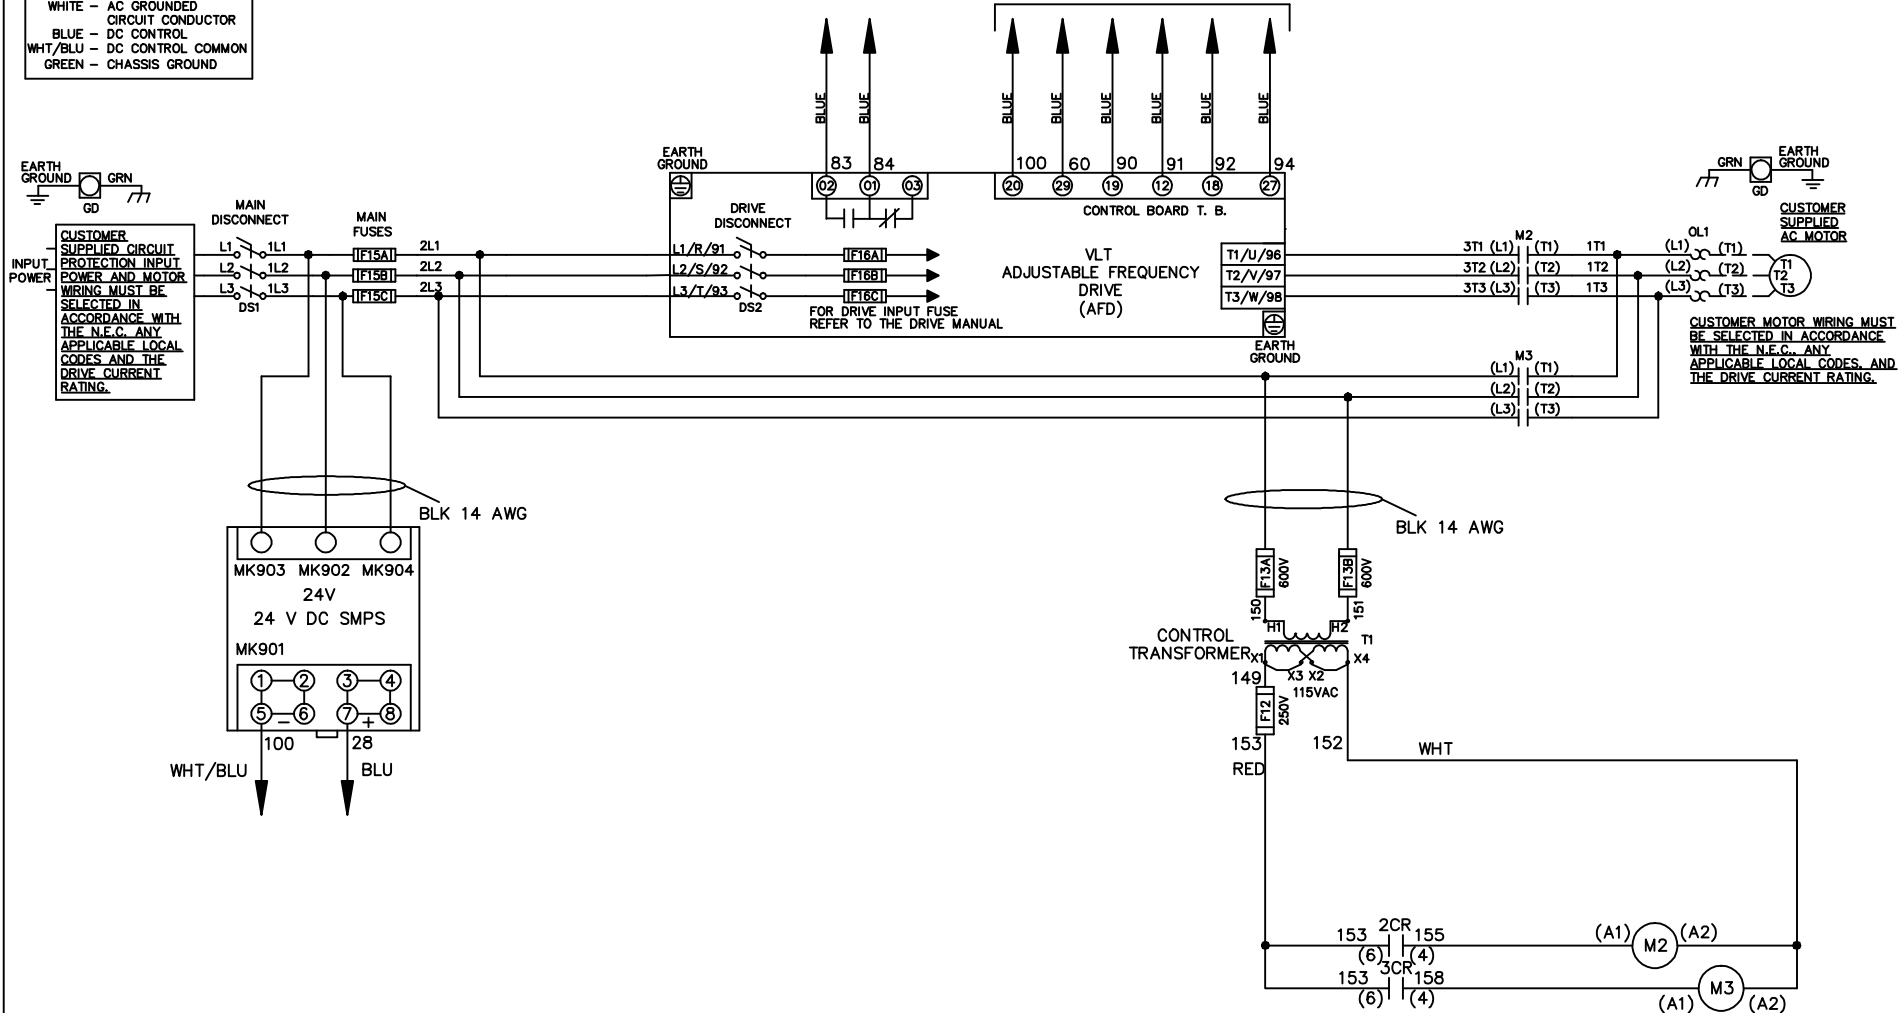 WHITE – AC GROUNDED
CIRCUIT CONDUCTOR
BLUE – DC CONTROL
WHT/BLU – DC CONTROL COMMON
GREEN – CHASSIS GROUND
BLUE
BLUE
BLUE
BLUE
BLUE
BLUE
BLUE
BLUE
EARTH
GROUND
83
84
100
60
90
91
92
94
02
01
03
20
29
19
12
18
27
CONTROL BOARD T. B.
EARTH
GROUND
GRN
GD
MAIN
DISCONNECT
MAIN
FUSES
DRIVE
DISCONNECT
GRN
EARTH
GROUND
GD
CUSTOMER
SUPPLIED
AC MOTOR
INPUT
POWER
CUSTOMER
SUPPLIED CIRCUIT
PROTECTION INPUT
POWER AND MOTOR
WIRING MUST BE
SELECTED IN
ACCORDANCE WITH
THE N.E.C. ANY
APPLICABLE LOCAL
CODES AND THE
DRIVE CURRENT
RATING.
L1
1L1
F15A
2L1
L2
1L2
F15B
2L2
L3
1L3
F15C
2L3
DS1
L1/R/91
L2/S/92
L3/T/93
DS2
F16A
F16B
F16C
FOR DRIVE INPUT FUSE
REFER TO THE DRIVE MANUAL
VLT
ADJUSTABLE FREQUENCY
DRIVE
(AFD)
T1/U/96
T2/V/97
T3/W/98
EARTH
GROUND
M2
3T1 (L1) (T1) 1T1
3T2 (L2) (T2) 1T2
3T3 (L3) (T3) 1T3
OL1
(L1) (T1)
(L2) (T2)
(L3) (T3)
T1
T2
T3
CUSTOMER MOTOR WIRING MUST
BE SELECTED IN ACCORDANCE
WITH THE N.E.C., ANY
APPLICABLE LOCAL CODES, AND
THE DRIVE CURRENT RATING.
M3
(L1) (T1)
(L2) (T2)
(L3) (T3)
BLK 14 AWG
BLK 14 AWG
MK903 MK902 MK904
24V
24 V DC SMPS
MK901
1 2 3 4
5 6 7 8
– +
100
28
WHT/BLU
BLU
F13A
600V
F13B
600V
150
151
H1
H2
T1
CONTROL
TRANSFORMER
X1
X4
X3 X2
149
115VAC
F12
250V
153
152
RED
WHT
2CR
153
155
(6)
(4)
(A1)
M2
(A2)
3CR
153
158
(6)
(4)
(A1)
M3
(A2)